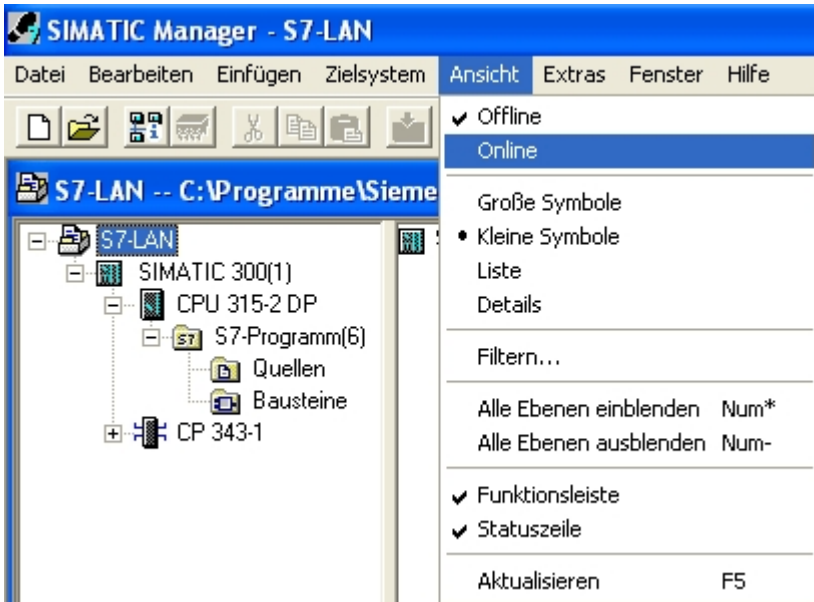 SIMATIC Manager - S7-LAN
Datei Bearbeiten Einfügen Zielsystem Ansicht Extras Fenster Hilfe
S7-LAN -- C:\Programme\Sieme
S7-LAN
SIMATIC 300(1)
CPU 315-2 DP
S7-Programm(6)
Quellen
Bausteine
CP 343-1
Offline
Online
Große Symbole
Kleine Symbole
Liste
Details
Filtern...
Alle Ebenen einblenden Num*
Alle Ebenen ausblenden Num-
Funktionsleiste
Statuszeile
Aktualisieren F5